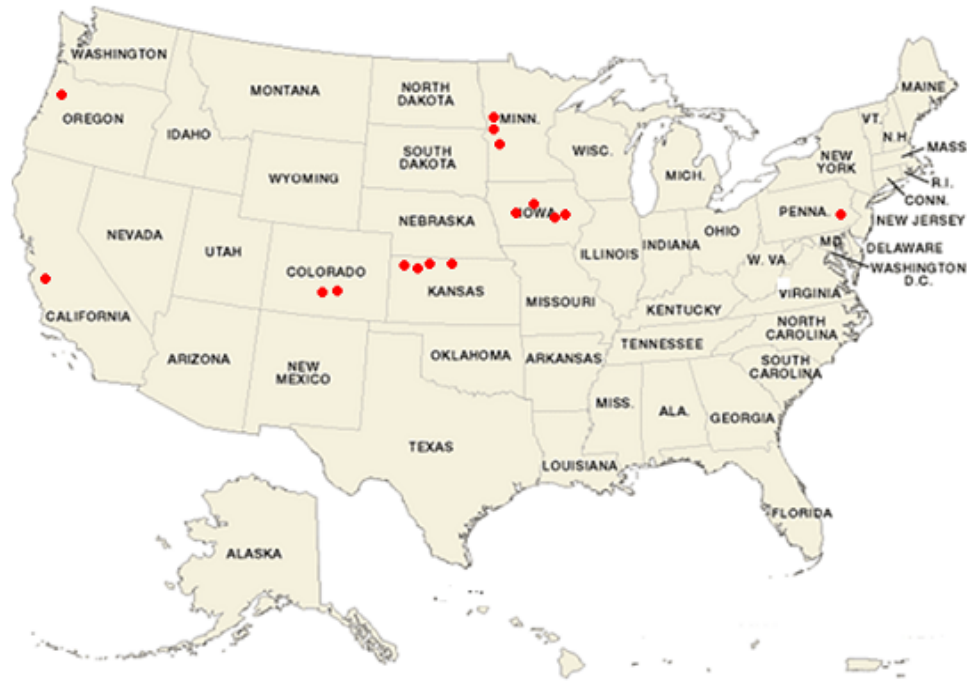 WASHINGTON
MONTANA
NORTH
DAKOTA
MINN.
MAINE
OREGON
IDAHO
VT.
N.H.
MASS
WISC.
SOUTH
DAKOTA
MICH.
NEW
YORK
WYOMING
R.I.
CONN.
NEBRASKA
IOWA
PENNA.
NEW JERSEY
NEVADA
UTAH
ILLINOIS
INDIANA
OHIO
MD.
DELAWARE
COLORADO
W. VA
WASHINGTON
D.C.
KANSAS
MISSOURI
VIRGINIA
CALIFORNIA
KENTUCKY
NORTH
CAROLINA
TENNESSEE
ARIZONA
NEW
MEXICO
OKLAHOMA
ARKANSAS
SOUTH
CAROLINA
MISS.
ALA.
GEORGIA
TEXAS
LOUISIANA
FLORIDA
ALASKA